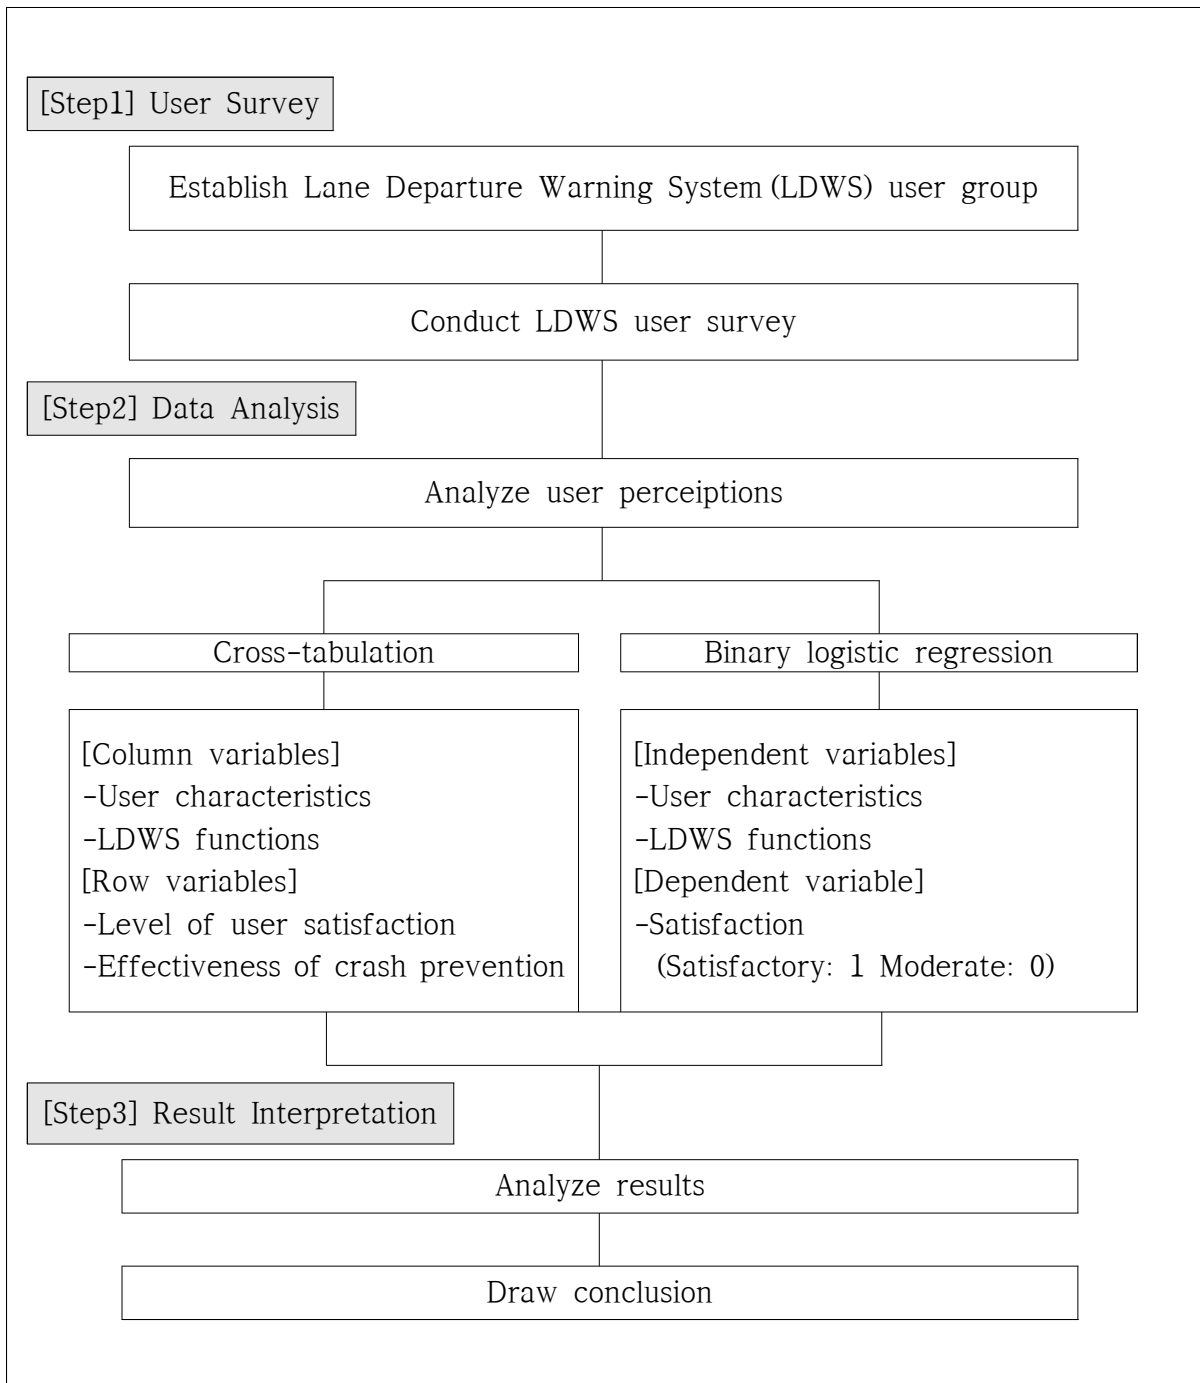 [Step1] User Survey
Establish Lane Departure Warning System (LDWS) user group
Conduct LDWS user survey
[Step2] Data Analysis
Analyze user perceiptions
Cross-tabulation
Binary logistic regression
[Column variables]
-User characteristics
-LDWS functions
[Row variables]
-Level of user satisfaction
-Effectiveness of crash prevention
[Independent variables]
-User characteristics
-LDWS functions
[Dependent variable]
-Satisfaction
(Satisfactory: 1 Moderate: 0)
[Step3] Result Interpretation
Analyze results
Draw conclusion